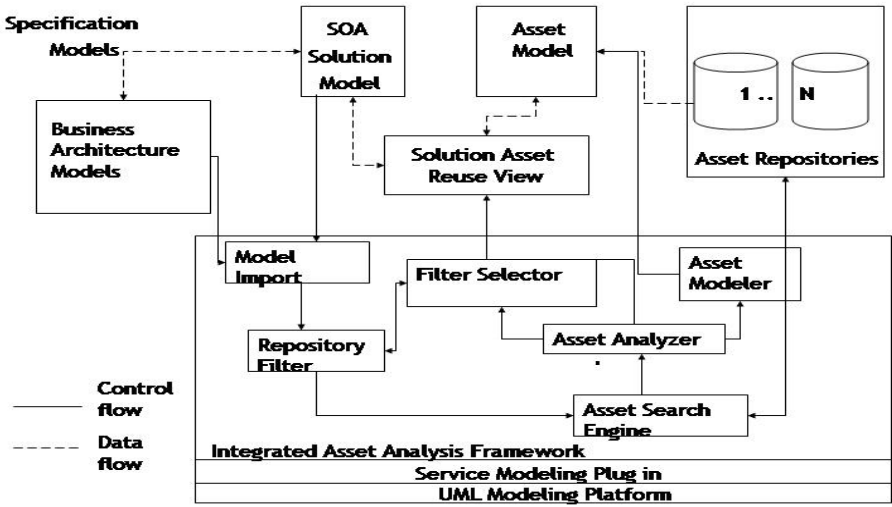 Specification
Models
SOA
Solution
Model
Asset
Model
1 .. N
Asset Repositories
Business
Architecture
Models
Solution Asset
Reuse View
Model
Import
Filter Selector
Asset
Modeler
Repository
Filter
Asset Analyzer
Asset Search
Engine
Control
flow
Data
flow
Integrated Asset Analysis Framework
Service Modeling Plug in
UML Modeling Platform